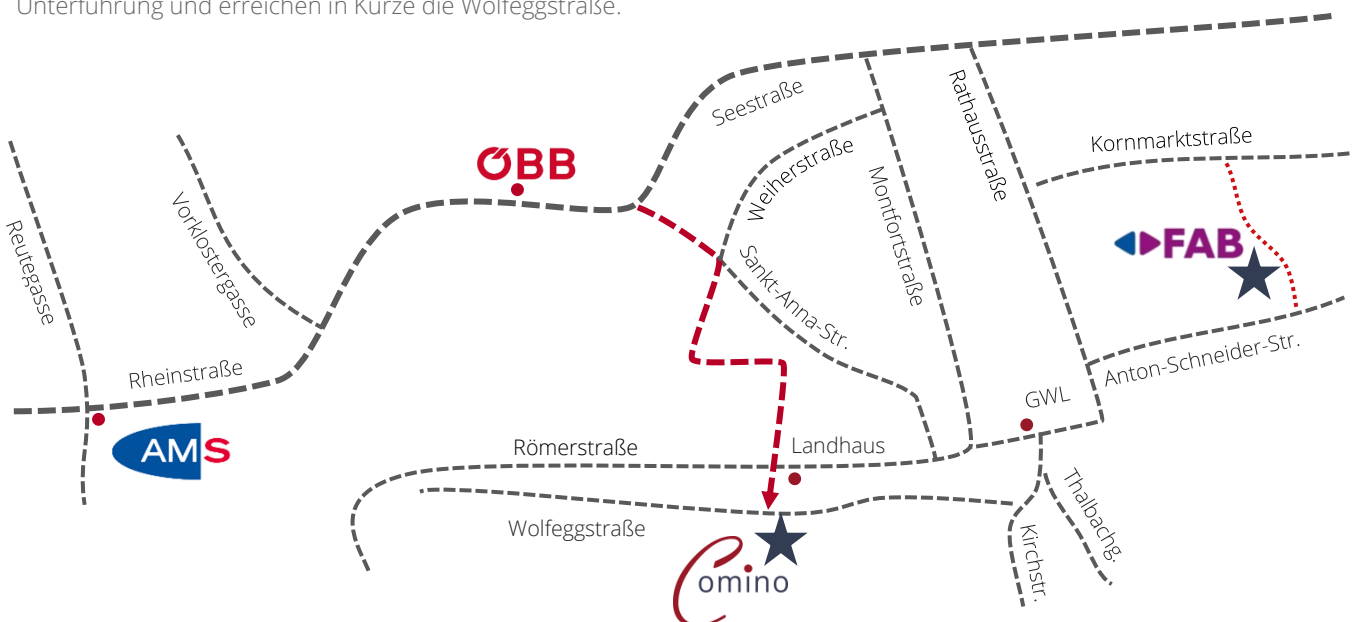 Unterführung und erreichen in Kürze die Wolfeggstraße.
Seestraße
Rathausstraße
Kornmarktstraße
ÖBB
Weiherstraße
Montfortstraße
Vorklostergasse
Reutegasse
FAB
Sankt-Anna-Str.
Rheinstraße
Anton-Schneider-Str.
GWL
AMS
Römerstraße
Landhaus
Thalbachg.
Wolfeggstraße
Kirchstr.
Comino